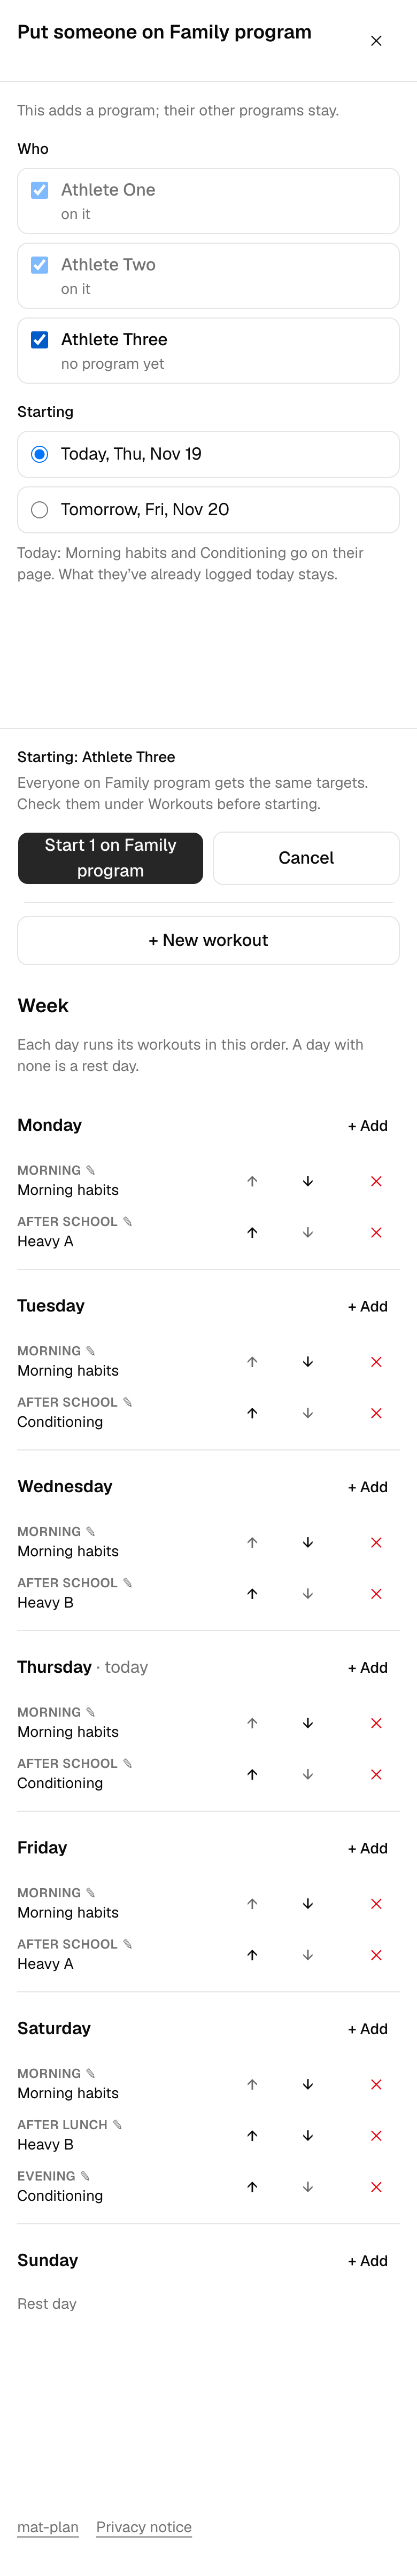 Put someone on Family program
×
This adds a program; their other programs stay.
Who
Athlete One
on it
Athlete Two
on it
Athlete Three
no program yet
Starting
Today, Thu, Nov 19
Tomorrow, Fri, Nov 20
Today: Morning habits and Conditioning go on their
page. What they’ve already logged today stays.
Starting: Athlete Three
Everyone on Family program gets the same targets.
Check them under Workouts before starting.
Start 1 on Family
program
Cancel
+ New workout
Week
Each day runs its workouts in this order. A day with
none is a rest day.
Monday + Add
MORNING ✎
Morning habits ↑ ↓ ×
AFTER SCHOOL ✎
Heavy A ↑ ↓ ×
Tuesday + Add
MORNING ✎
Morning habits ↑ ↓ ×
AFTER SCHOOL ✎
Conditioning ↑ ↓ ×
Wednesday + Add
MORNING ✎
Morning habits ↑ ↓ ×
AFTER SCHOOL ✎
Heavy B ↑ ↓ ×
Thursday · today + Add
MORNING ✎
Morning habits ↑ ↓ ×
AFTER SCHOOL ✎
Conditioning ↑ ↓ ×
Friday + Add
MORNING ✎
Morning habits ↑ ↓ ×
AFTER SCHOOL ✎
Heavy A ↑ ↓ ×
Saturday + Add
MORNING ✎
Morning habits ↑ ↓ ×
AFTER LUNCH ✎
Heavy B ↑ ↓ ×
EVENING ✎
Conditioning ↑ ↓ ×
Sunday + Add
Rest day
mat-plan Privacy notice